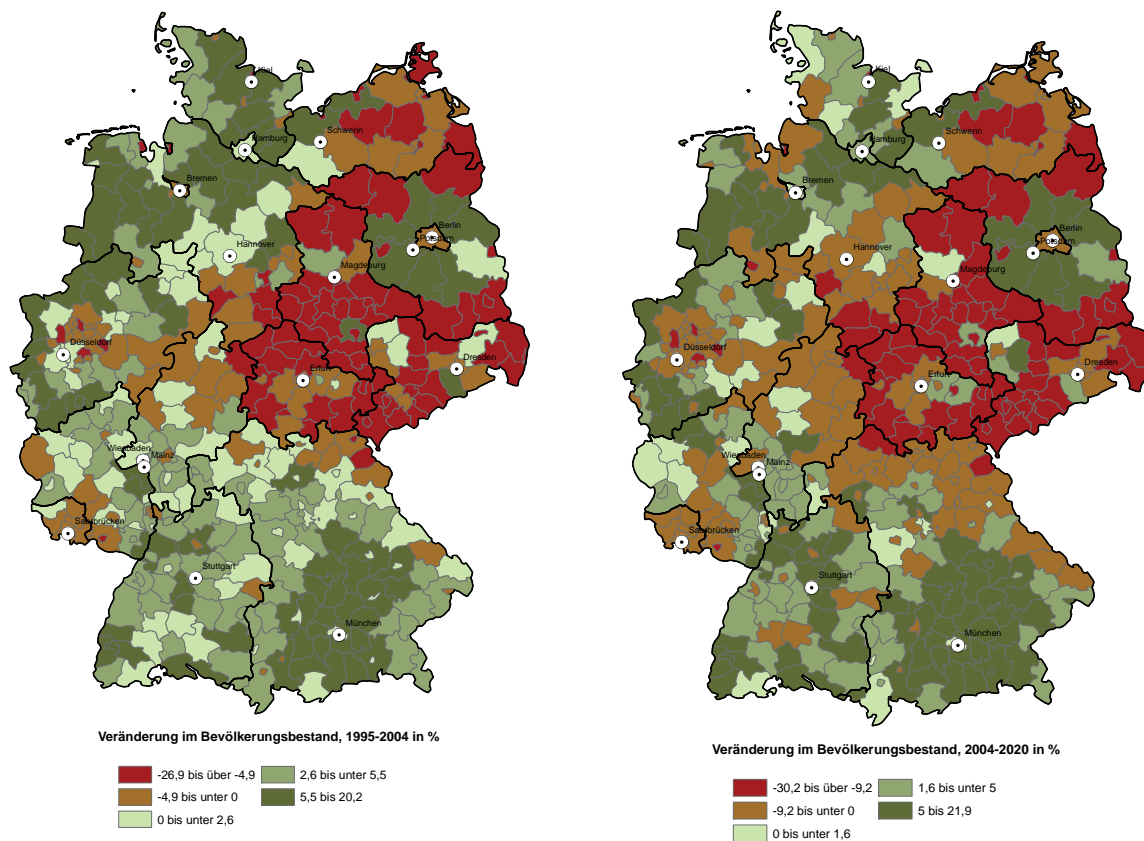 Kiel
Hamburg
Schwerin
Bremen
Berlin
Potsdam
Hannover
Magdeburg
Düsseldorf
Erfurt
Dresden
Wiesbaden
Mainz
Saarbrücken
Stuttgart
München
Veränderung im Bevölkerungsbestand, 1995-2004 in %
-26,9 bis über -4,9
2,6 bis unter 5,5
-4,9 bis unter 0
5,5 bis 20,2
0 bis unter 2,6
Kiel
Hamburg
Schwerin
Bremen
Berlin
Potsdam
Hannover
Magdeburg
Düsseldorf
Erfurt
Dresden
Wiesbaden
Mainz
Saarbrücken
Stuttgart
München
Veränderung im Bevölkerungsbestand, 2004-2020 in %
-30,2 bis über -9,2
1,6 bis unter 5
-9,2 bis unter 0
5 bis 21,9
0 bis unter 1,6